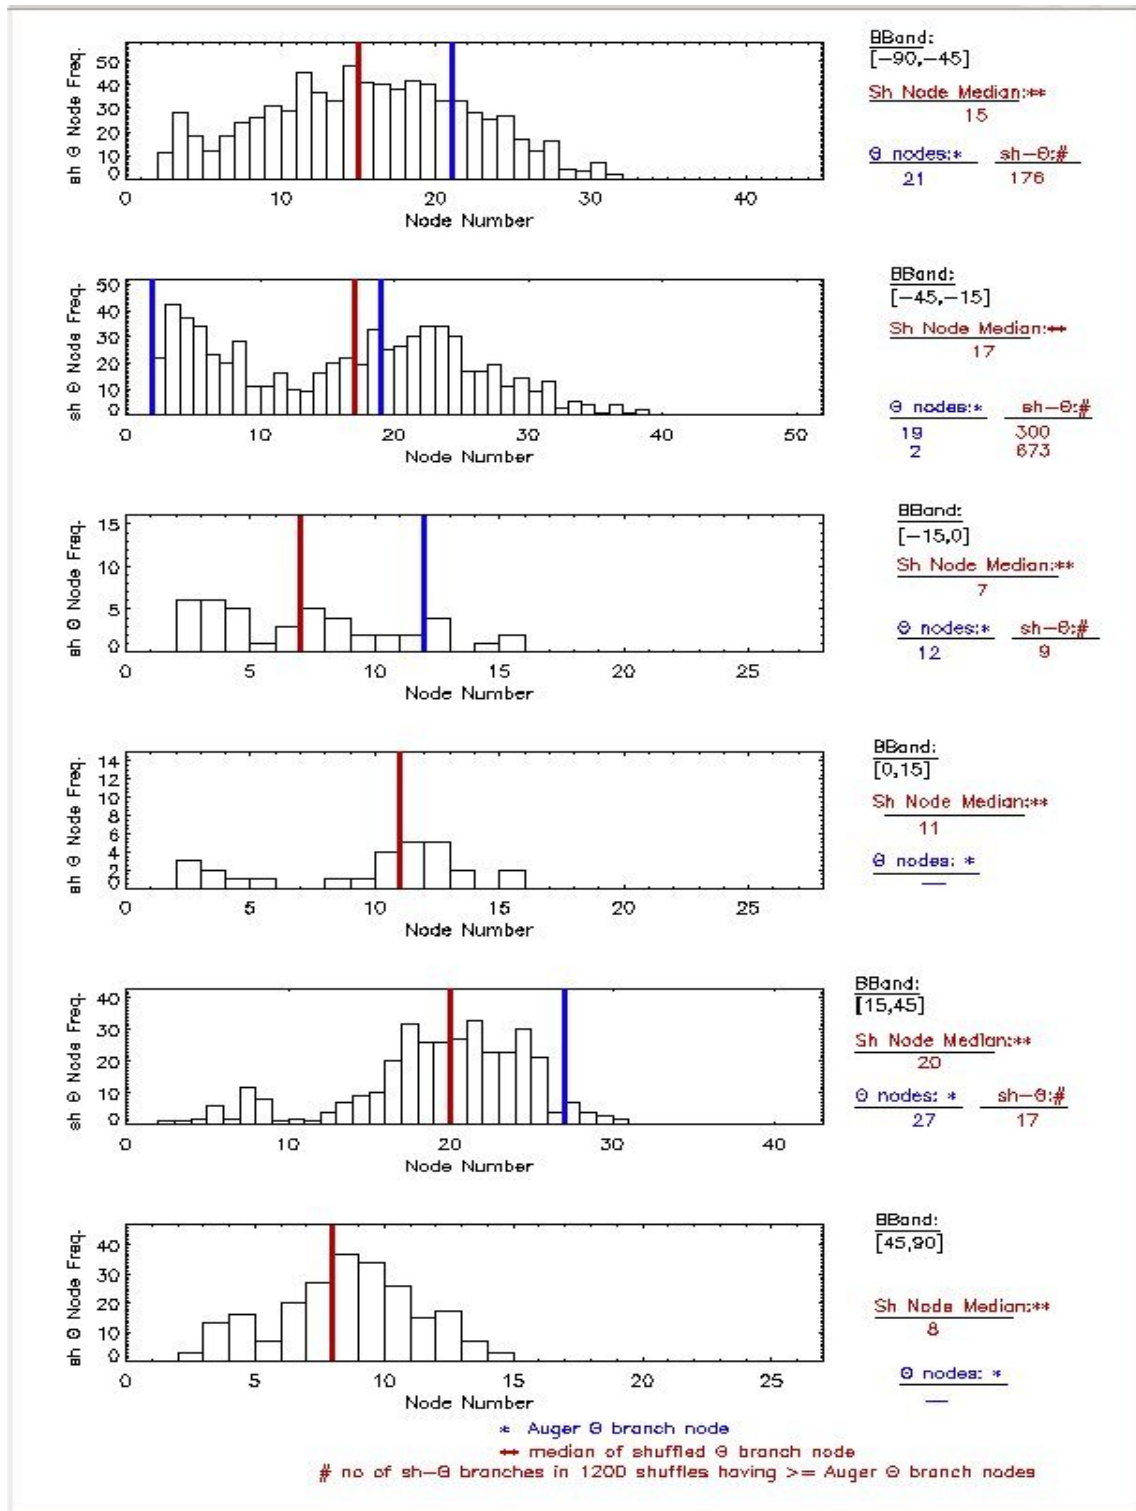 BBand:
[−90,−45]
Sh Node Median:**
15
Θ nodes:* sh−Θ:#
21 176
sh Θ Node Freq.
50
40
30
20
10
0
0 10 20 30 40
Node Number
BBand:
[−45,−15]
Sh Node Median:**
17
Θ nodes:* sh−Θ:#
19 300
2 673
sh Θ Node Freq.
50
40
30
20
10
0
0 10 20 30 40 50
Node Number
BBand:
[−15,0]
Sh Node Median:**
7
Θ nodes:* sh−Θ:#
12 9
sh Θ Node Freq.
15
10
5
0
0 5 10 15 20 25
Node Number
BBand:
[0,15]
Sh Node Median:**
11
Θ nodes: *
—
sh Θ Node Freq.
14
12
10
8
6
4
2
0
0 5 10 15 20 25
Node Number
BBand:
[15,45]
Sh Node Median:**
20
Θ nodes: * sh−Θ:#
27 17
sh Θ Node Freq.
40
30
20
10
0
0 10 20 30 40
Node Number
BBand:
[45,90]
Sh Node Median:**
8
Θ nodes: *
—
sh Θ Node Freq.
40
30
20
10
0
0 5 10 15 20 25
Node Number
* Auger Θ branch node
** median of shuffled Θ branch node
# no of sh−Θ branches in 1200 shuffles having >= Auger Θ branch nodes